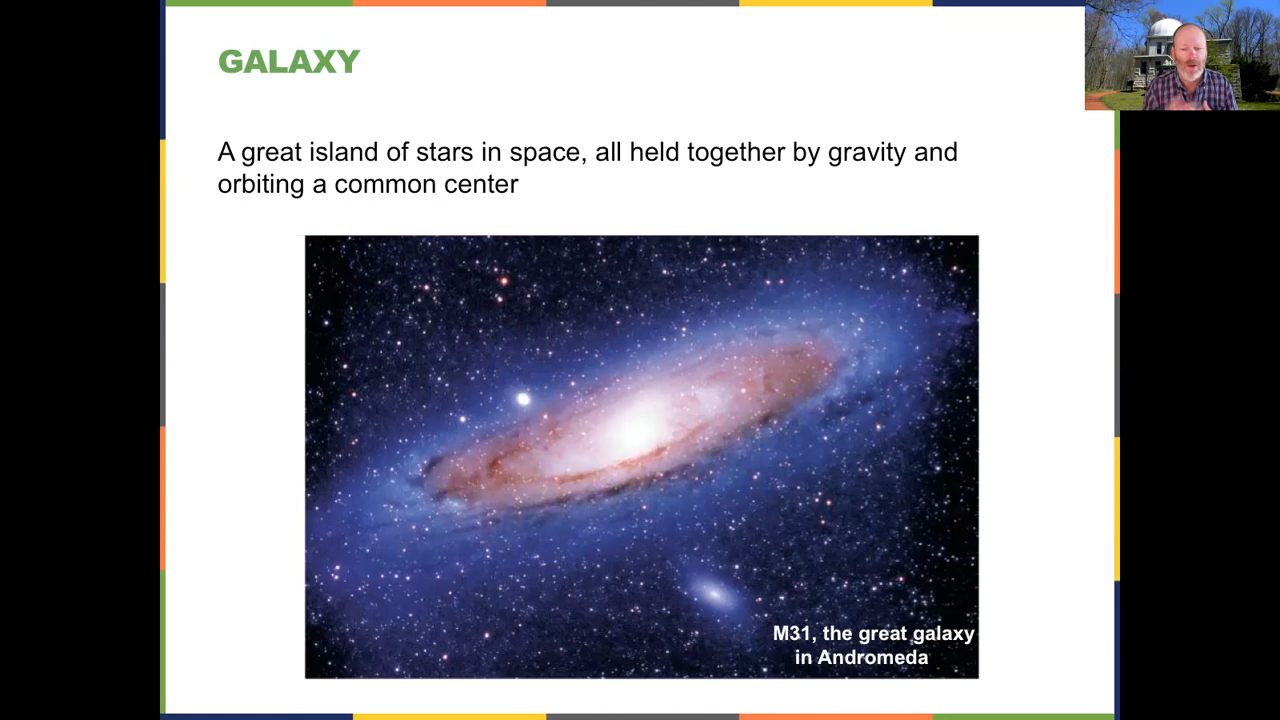 GALAXY
A great island of stars in space, all held together by gravity and
orbiting a common center
M31, the great galaxy
in Andromeda